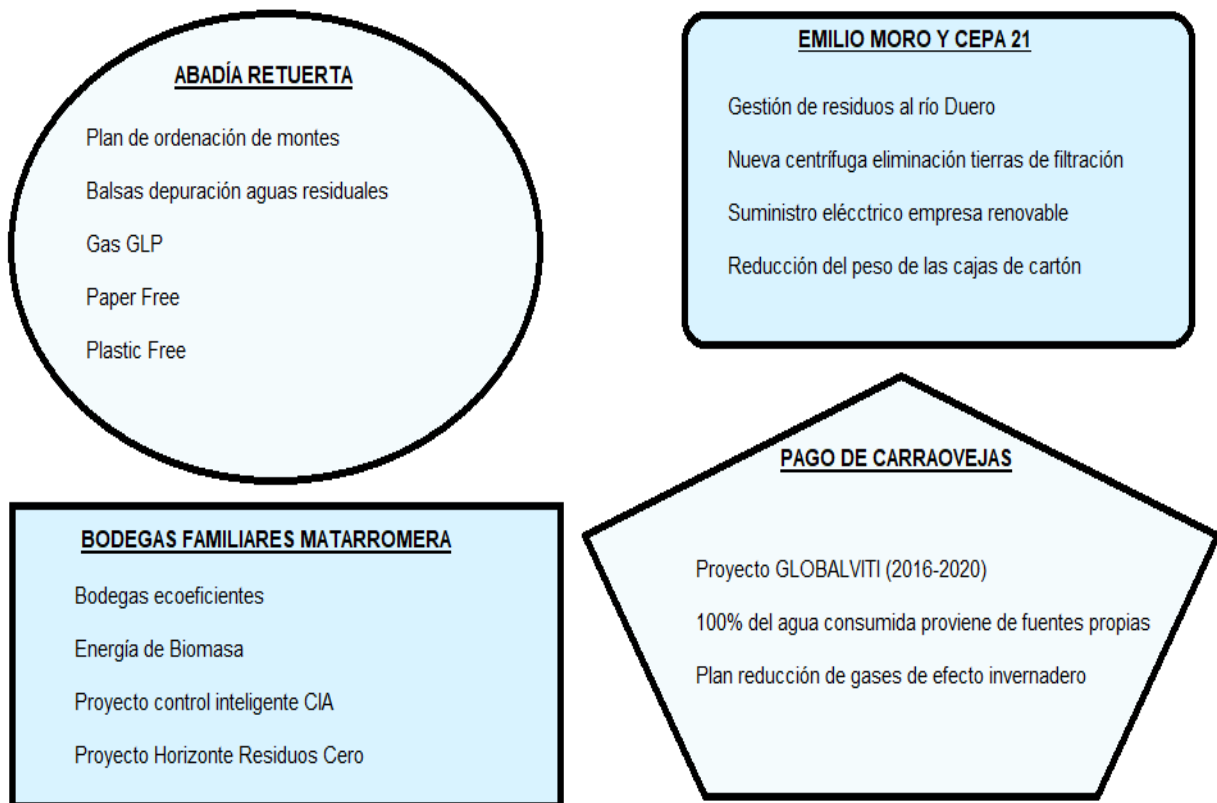 ABADÍA RETUERTA
Plan de ordenación de montes
Balsas depuración aguas residuales
Gas GLP
Paper Free
Plastic Free
EMILIO MORO Y CEPA 21
Gestión de residuos al río Duero
Nueva centrífuga eliminación tierras de filtración
Suministro elécctrico empresa renovable
Reducción del peso de las cajas de cartón
BODEGAS FAMILIARES MATARROMERA
Bodegas ecoeficientes
Energía de Biomasa
Proyecto control inteligente CIA
Proyecto Horizonte Residuos Cero
PAGO DE CARRAOVEJAS
Proyecto GLOBALVITI (2016-2020)
100% del agua consumida proviene de fuentes propias
Plan reducción de gases de efecto invernadero